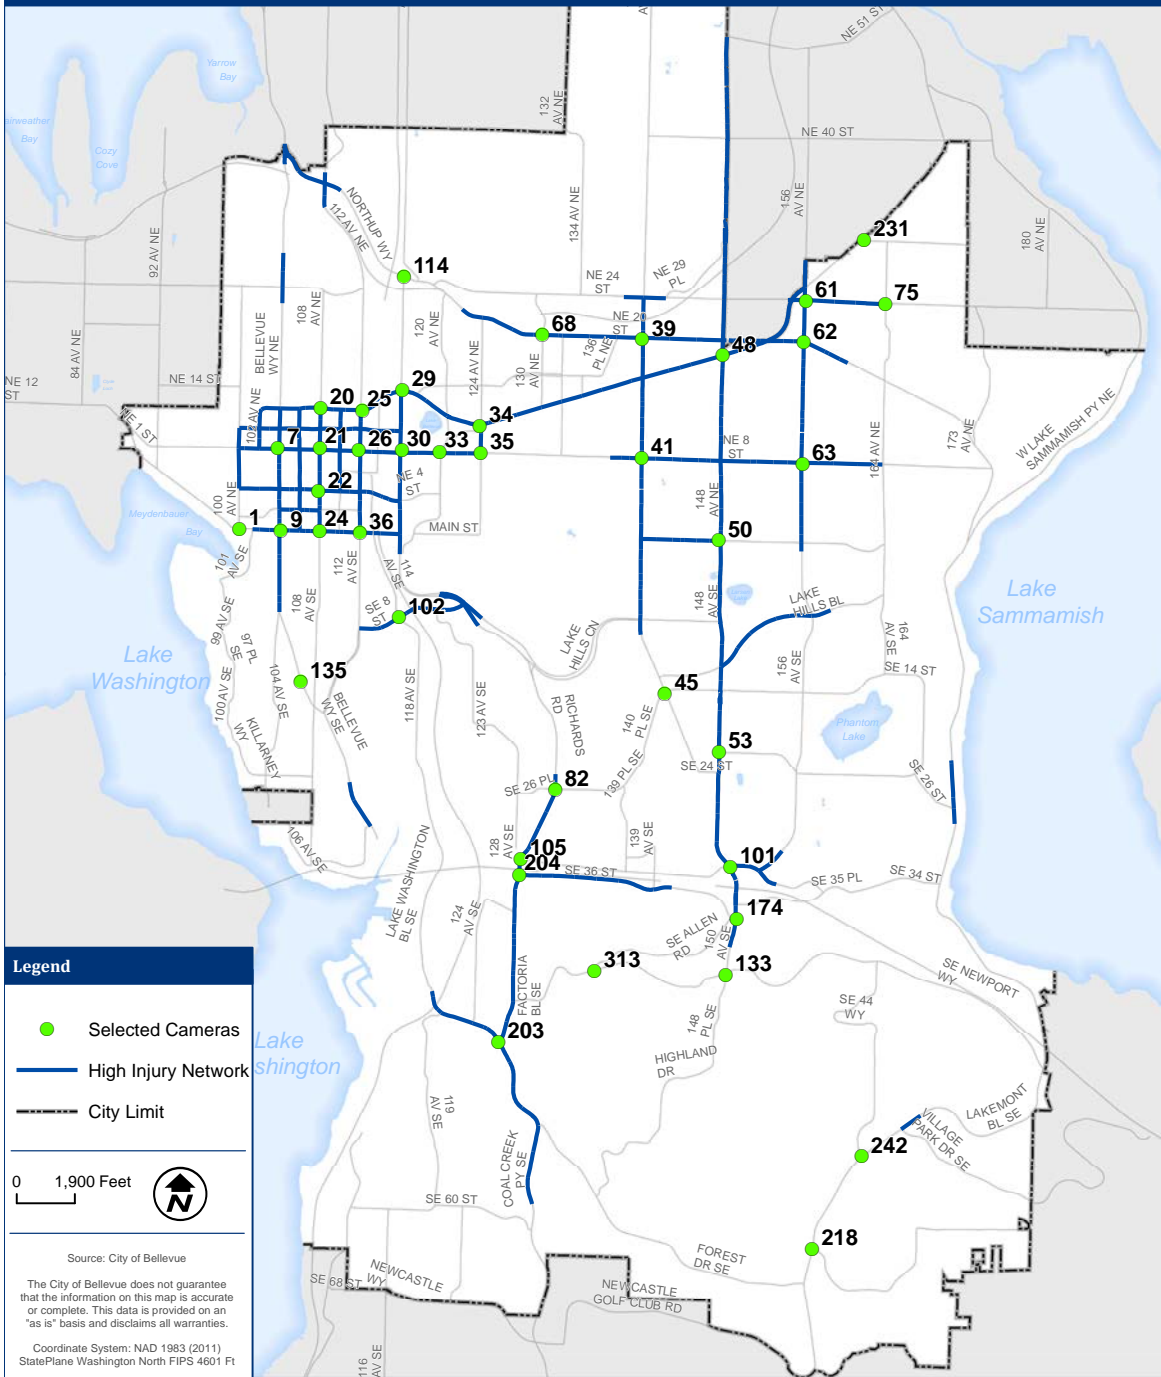 NE 51 ST
Yarrow
Bay
132
AV NE
Fairweather
Bay
Cozy
Cove
NE 40 ST
156
AV NE
NORTHUP WY
112 AV NE
134 AV NE
231
180
AV NE
92 AV NE
114
NE 24
ST
NE 29
PL
61
75
108
AV NE
BELLEVUE
WY NE
120
AV NE
68
NE 20
ST
39
136
PL NE
48
62
84 AV NE
124 AV NE
130
AV NE
NE 12
ST
NE 14 ST
29
20
25
34
102 AV NE
NE 1 ST
7
21
26
30
33
35
41
NE 8
ST
63
164 AV NE
173
AV NE
W LAKE
SAMMAMISH PY NE
22
NE 4
ST
100
AV NE
148
AV NE
Meydenbauer
Bay
1
9
24
36
MAIN ST
50
101
AV SE
112
AV SE
114
AV SE
SE 8
ST
102
108
AV SE
99 AV SE
97 PL
SE
148
AV SE
LAKE
HILLS BL
Lake
Sammamish
LAKE
HILLS CN
164
AV SE
156
AV SE
SE 14 ST
Lake
Washington
135
104 AV SE
100 AV SE
KILLARNEY
WY
BELLEVUE
WY SE
118 AV SE
123 AV SE
RICHARDS
RD
45
140
PL SE
Phantom
Lake
53
SE 24 ST
139 PL SE
SE 26 PL
82
SE 26 ST
106 AV SE
128
AV SE
105
139
AV SE
204
SE 36 ST
101
SE 35 PL
SE 34 ST
LAKE WASHINGTON
BL SE
124
AV SE
174
SE ALLEN
RD
150
AV SE
313
133
FACTORIA
BL SE
SE NEWPORT
WY
SE 44
WY
203
148
PL SE
HIGHLAND
DR
Legend
Selected Cameras
High Injury Network
City Limit
Lake
shington
119
AV SE
VILLAGE
PARK DR SE
LAKEMONT
BL SE
242
COAL CREEK
PY SE
0
1,900 Feet
N
SE 60 ST
218
Source: City of Bellevue
The City of Bellevue does not guarantee
that the information on this map is accurate
or complete. This data is provided on an
"as is" basis and disclaims all warranties.
Coordinate System: NAD 1983 (2011)
StatePlane Washington North FIPS 4601 Ft
SE 68 ST
NEWCASTLE
WY
FOREST
DR SE
NEWCASTLE
GOLF CLUB RD
116
AV SE